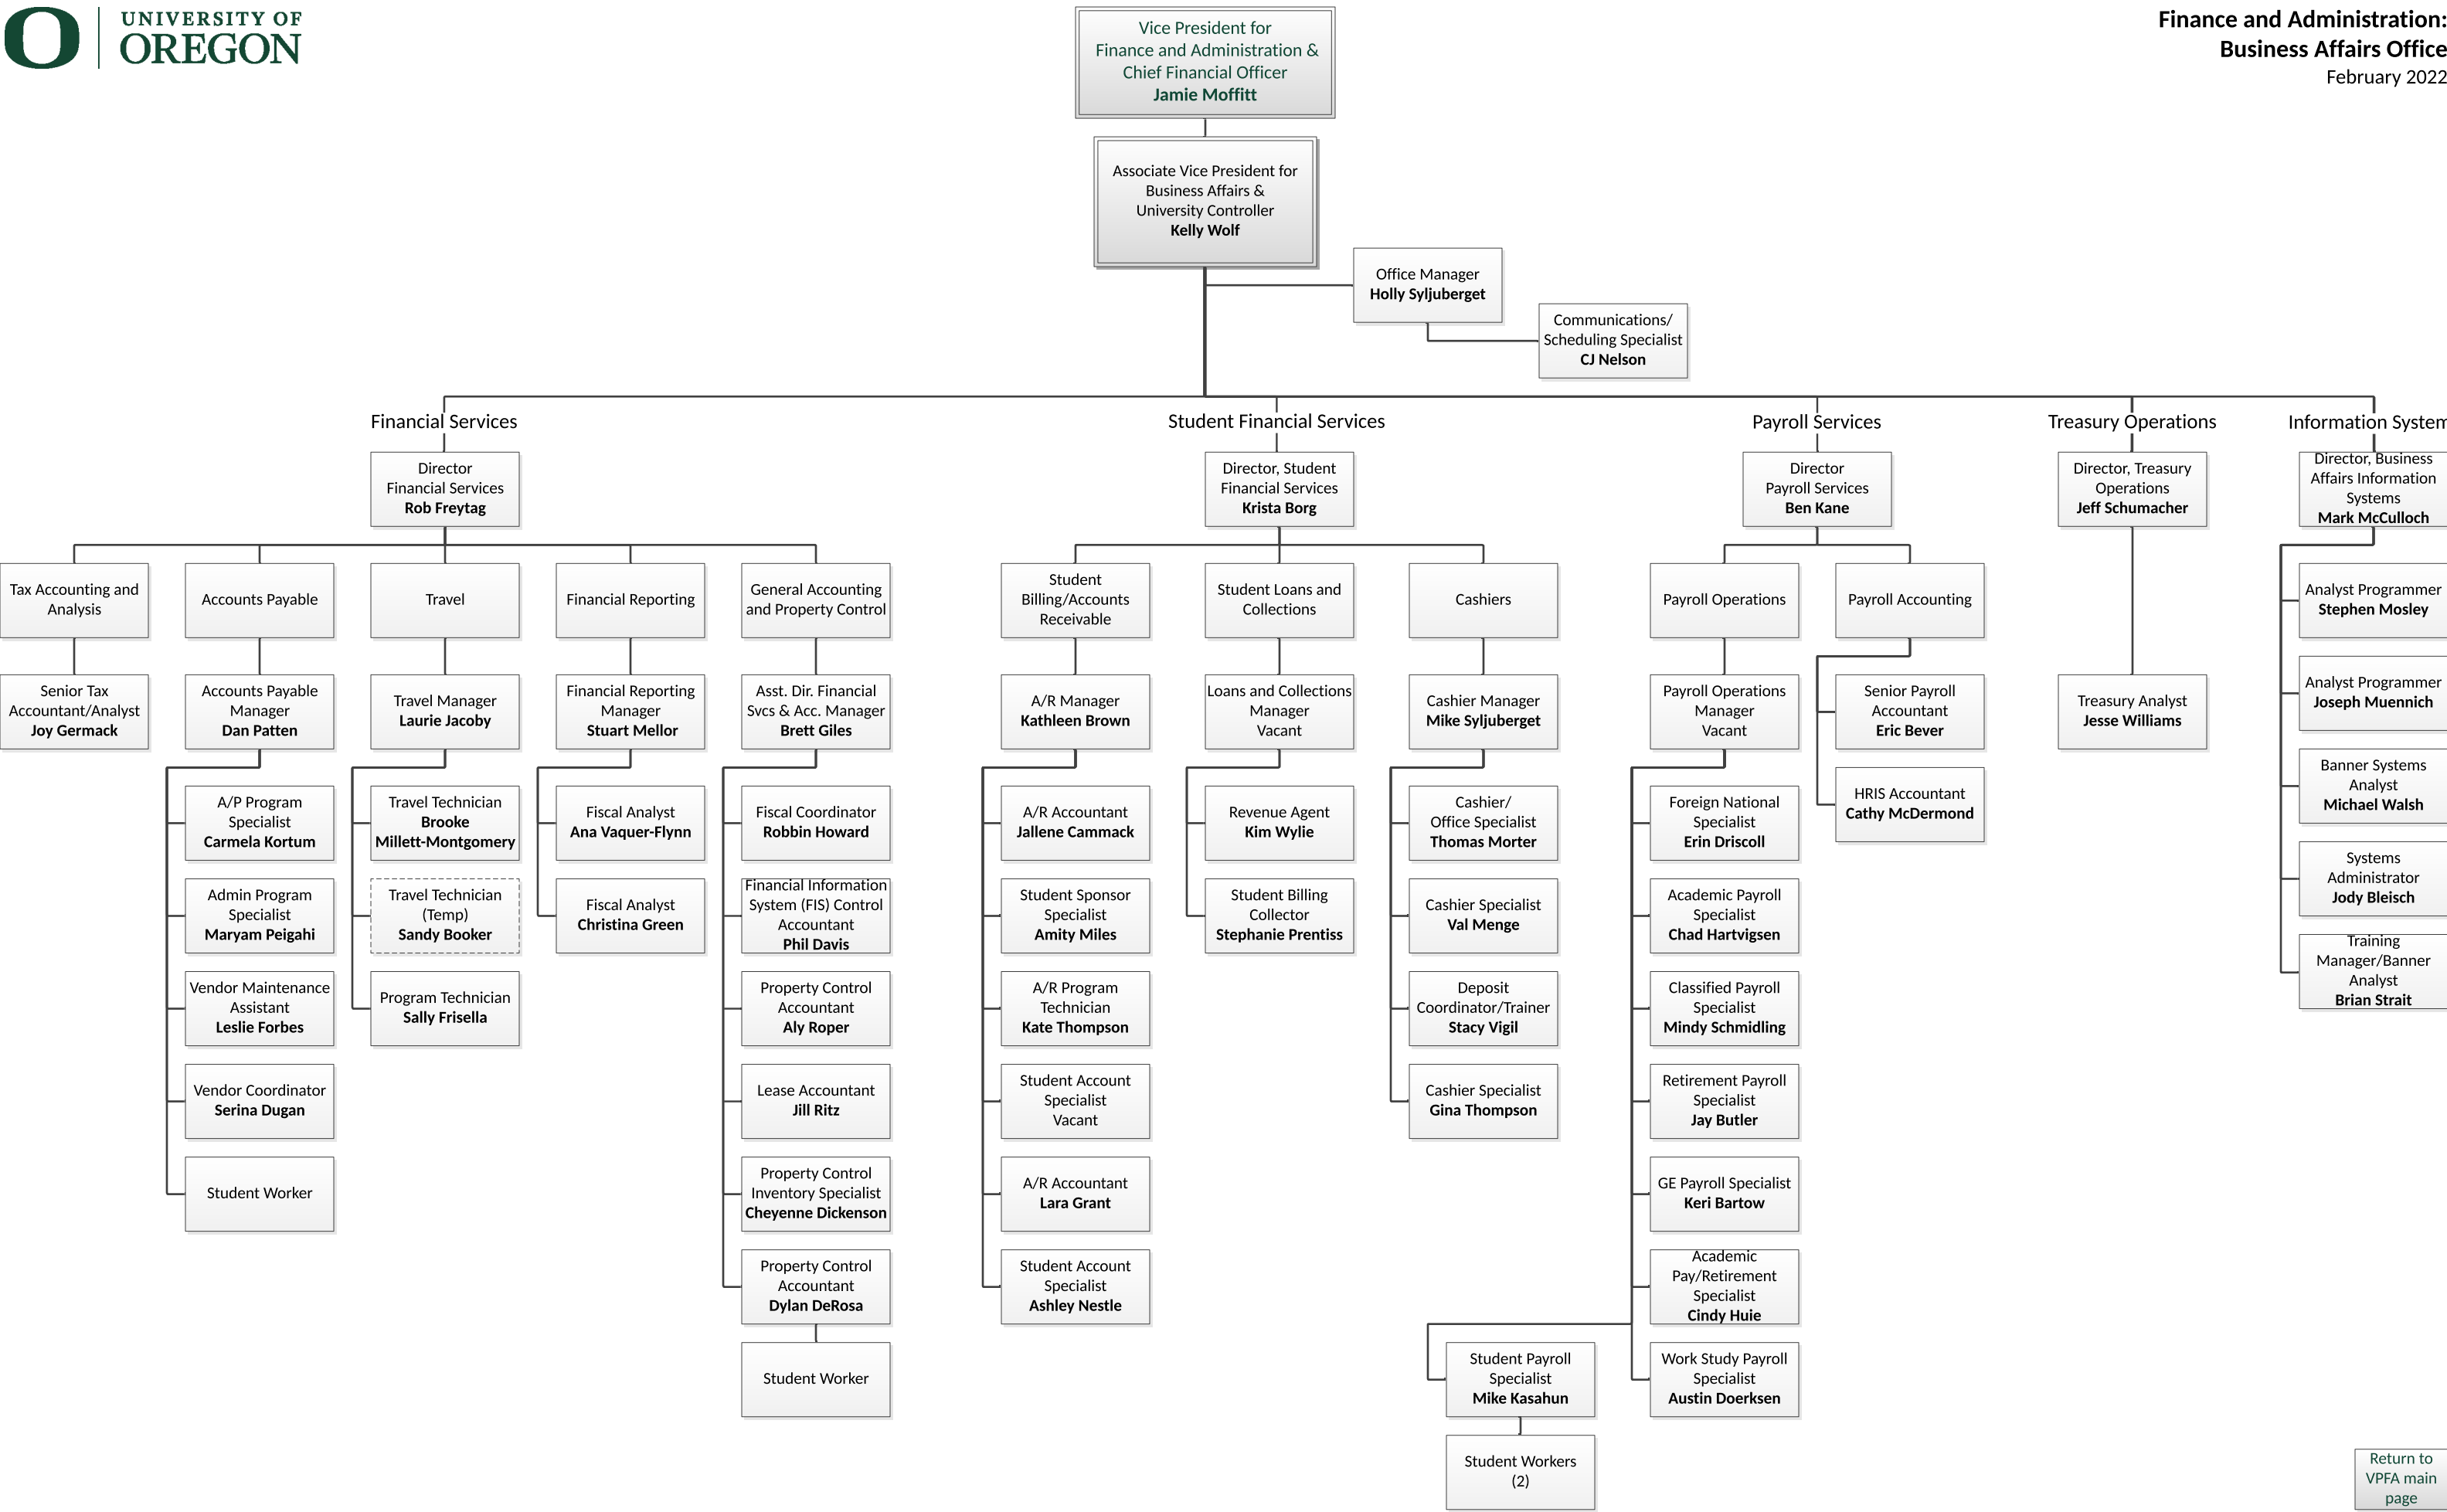 UNIVERSITY OF
OREGON
Finance and Administration:
Business Affairs Office
February 2022
Vice President for
Finance and Administration &
Chief Financial Officer
Jamie Moffitt
Associate Vice President for
Business Affairs &
University Controller
Kelly Wolf
Office Manager
Holly Syljuberget
Communications/
Scheduling Specialist
CJ Nelson
Financial Services
Director
Financial Services
Rob Freytag
Tax Accounting and
Analysis
Senior Tax
Accountant/Analyst
Joy Germack
Accounts Payable
Accounts Payable
Manager
Dan Patten
A/P Program
Specialist
Carmela Kortum
Admin Program
Specialist
Maryam Peigahi
Vendor Maintenance
Assistant
Leslie Forbes
Vendor Coordinator
Serina Dugan
Student Worker
Travel
Travel Manager
Laurie Jacoby
Travel Technician
Brooke
Millett-Montgomery
Travel Technician
(Temp)
Sandy Booker
Program Technician
Sally Frisella
Financial Reporting
Financial Reporting
Manager
Stuart Mellor
Fiscal Analyst
Ana Vaquer-Flynn
Fiscal Analyst
Christina Green
General Accounting
and Property Control
Asst. Dir. Financial
Svcs & Acc. Manager
Brett Giles
Fiscal Coordinator
Robbin Howard
Financial Information
System (FIS) Control
Accountant
Phil Davis
Property Control
Accountant
Aly Roper
Lease Accountant
Jill Ritz
Property Control
Inventory Specialist
Cheyenne Dickenson
Property Control
Accountant
Dylan DeRosa
Student Worker
Student Financial Services
Director, Student
Financial Services
Krista Borg
Student
Billing/Accounts
Receivable
A/R Manager
Kathleen Brown
A/R Accountant
Jallene Cammack
Student Sponsor
Specialist
Amity Miles
A/R Program
Technician
Kate Thompson
Student Account
Specialist
Vacant
A/R Accountant
Lara Grant
Student Account
Specialist
Ashley Nestle
Student Loans and
Collections
Loans and Collections
Manager
Vacant
Revenue Agent
Kim Wylie
Student Billing
Collector
Stephanie Prentiss
Cashiers
Cashier Manager
Mike Syljuberget
Cashier/
Office Specialist
Thomas Morter
Cashier Specialist
Val Menge
Deposit
Coordinator/Trainer
Stacy Vigil
Cashier Specialist
Gina Thompson
Payroll Services
Director
Payroll Services
Ben Kane
Payroll Operations
Payroll Operations
Manager
Vacant
Foreign National
Specialist
Erin Driscoll
Academic Payroll
Specialist
Chad Hartvigsen
Classified Payroll
Specialist
Mindy Schmidling
Retirement Payroll
Specialist
Jay Butler
GE Payroll Specialist
Keri Bartow
Academic
Pay/Retirement
Specialist
Cindy Huie
Work Study Payroll
Specialist
Austin Doerksen
Student Payroll
Specialist
Mike Kasahun
Student Workers
(2)
Payroll Accounting
Senior Payroll
Accountant
Eric Bever
HRIS Accountant
Cathy McDermond
Treasury Operations
Director, Treasury
Operations
Jeff Schumacher
Treasury Analyst
Jesse Williams
Information System
Director, Business
Affairs Information
Systems
Mark McCulloch
Analyst Programmer
Stephen Mosley
Analyst Programmer
Joseph Muennich
Banner Systems
Analyst
Michael Walsh
Systems
Administrator
Jody Bleisch
Training
Manager/Banner
Analyst
Brian Strait
Return to
VPFA main
page